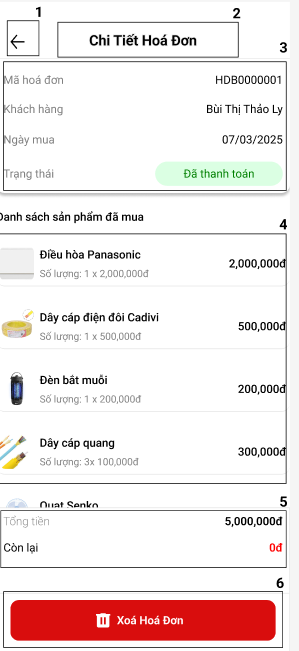 1
2
Chi Tiết Hoá Đơn
3
Mã hoá đơn HDB0000001
Khách hàng Bùi Thị Thảo Ly
Ngày mua 07/03/2025
Trạng thái Đã thanh toán
Danh sách sản phẩm đã mua
4
Điều hòa Panasonic
Số lượng: 1 x 2,000,000đ
2,000,000đ
Dây cáp điện đôi Cadivi
Số lượng: 1 x 500,000đ
500,000đ
Đèn bắt muỗi
Số lượng: 1 x 200,000đ
200,000đ
Dây cáp quang
Số lượng: 3x 100,000đ
300,000đ
Quạt Senko
5
Tổng tiền 5,000,000đ
Còn lại 0đ
6
Xoá Hoá Đơn